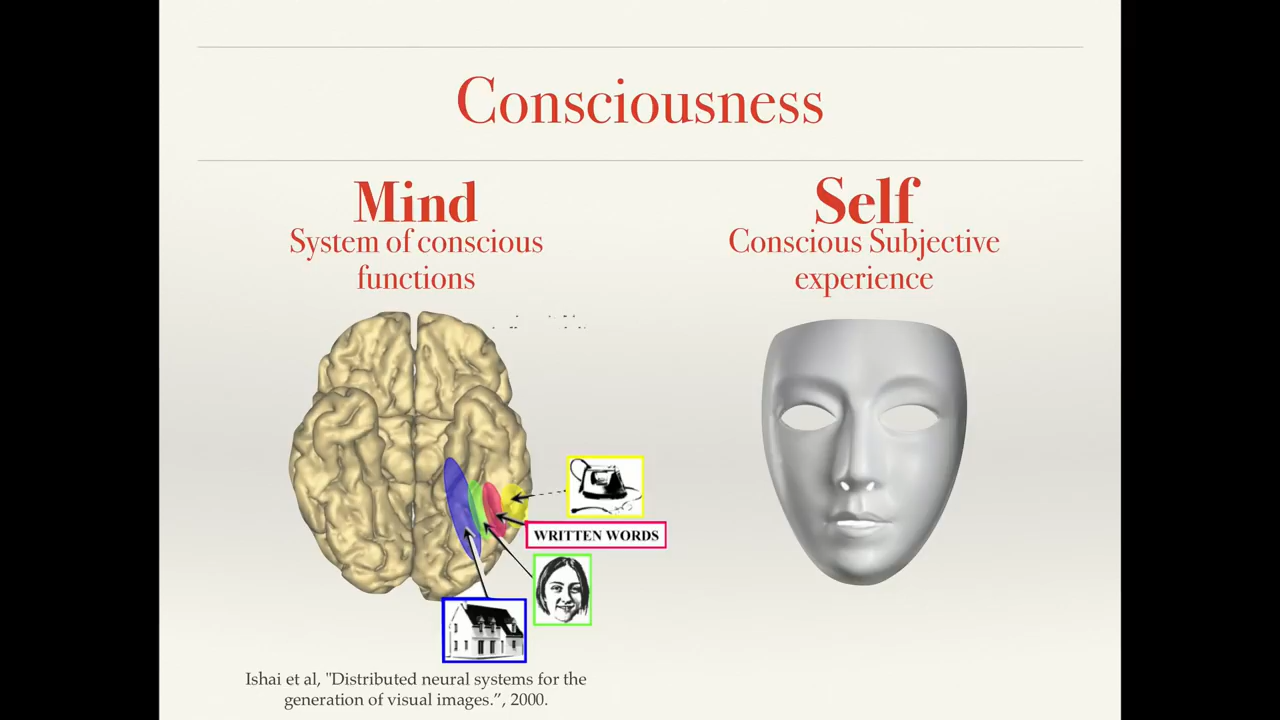 Consciousness
Mind
System of conscious
functions
Self
Conscious Subjective
experience
WRITTEN WORDS
Ishai et al, "Distributed neural systems for the
generation of visual images.”, 2000.